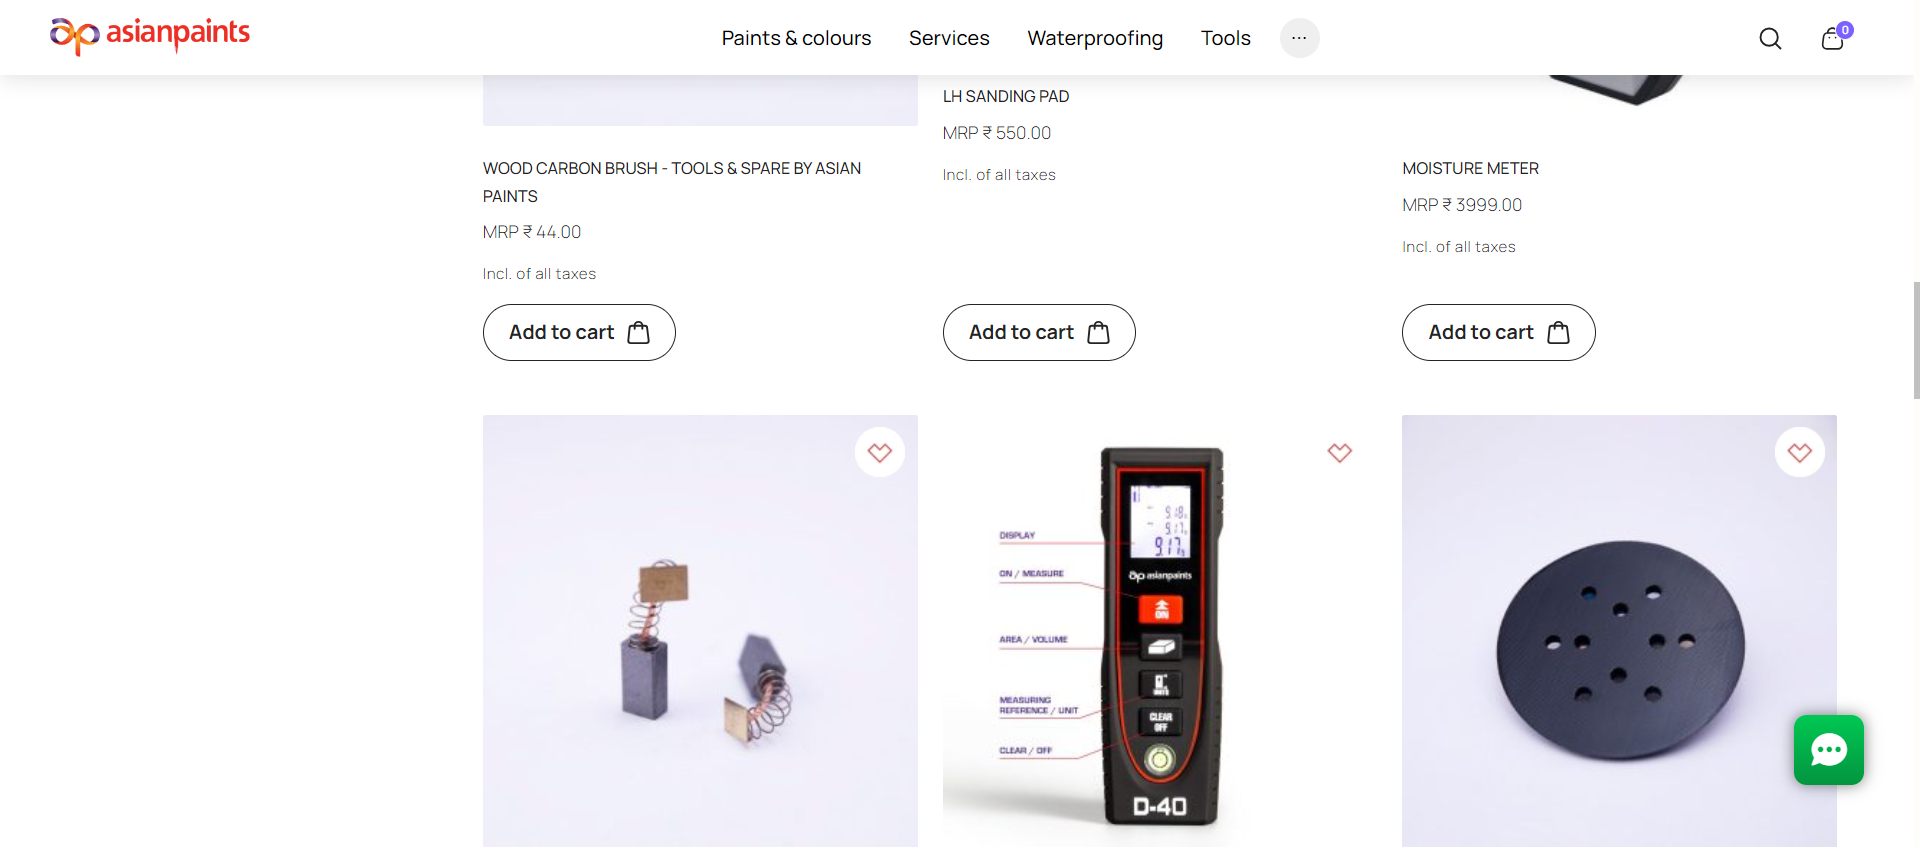 asianpaints
Paints & colours
Services
Waterproofing
Tools
...
0
WOOD CARBON BRUSH - TOOLS & SPARE BY ASIAN
PAINTS
MRP ₹ 44.00
Incl. of all taxes
Add to cart
LH SANDING PAD
MRP ₹ 550.00
Incl. of all taxes
Add to cart
MOISTURE METER
MRP ₹ 3999.00
Incl. of all taxes
Add to cart
DISPLAY
ON / MEASURE
AREA / VOLUME
MEASURING
REFERENCE / UNIT
CLEAR / OFF
asianpaints
ON
CLEAR
OFF
D-40